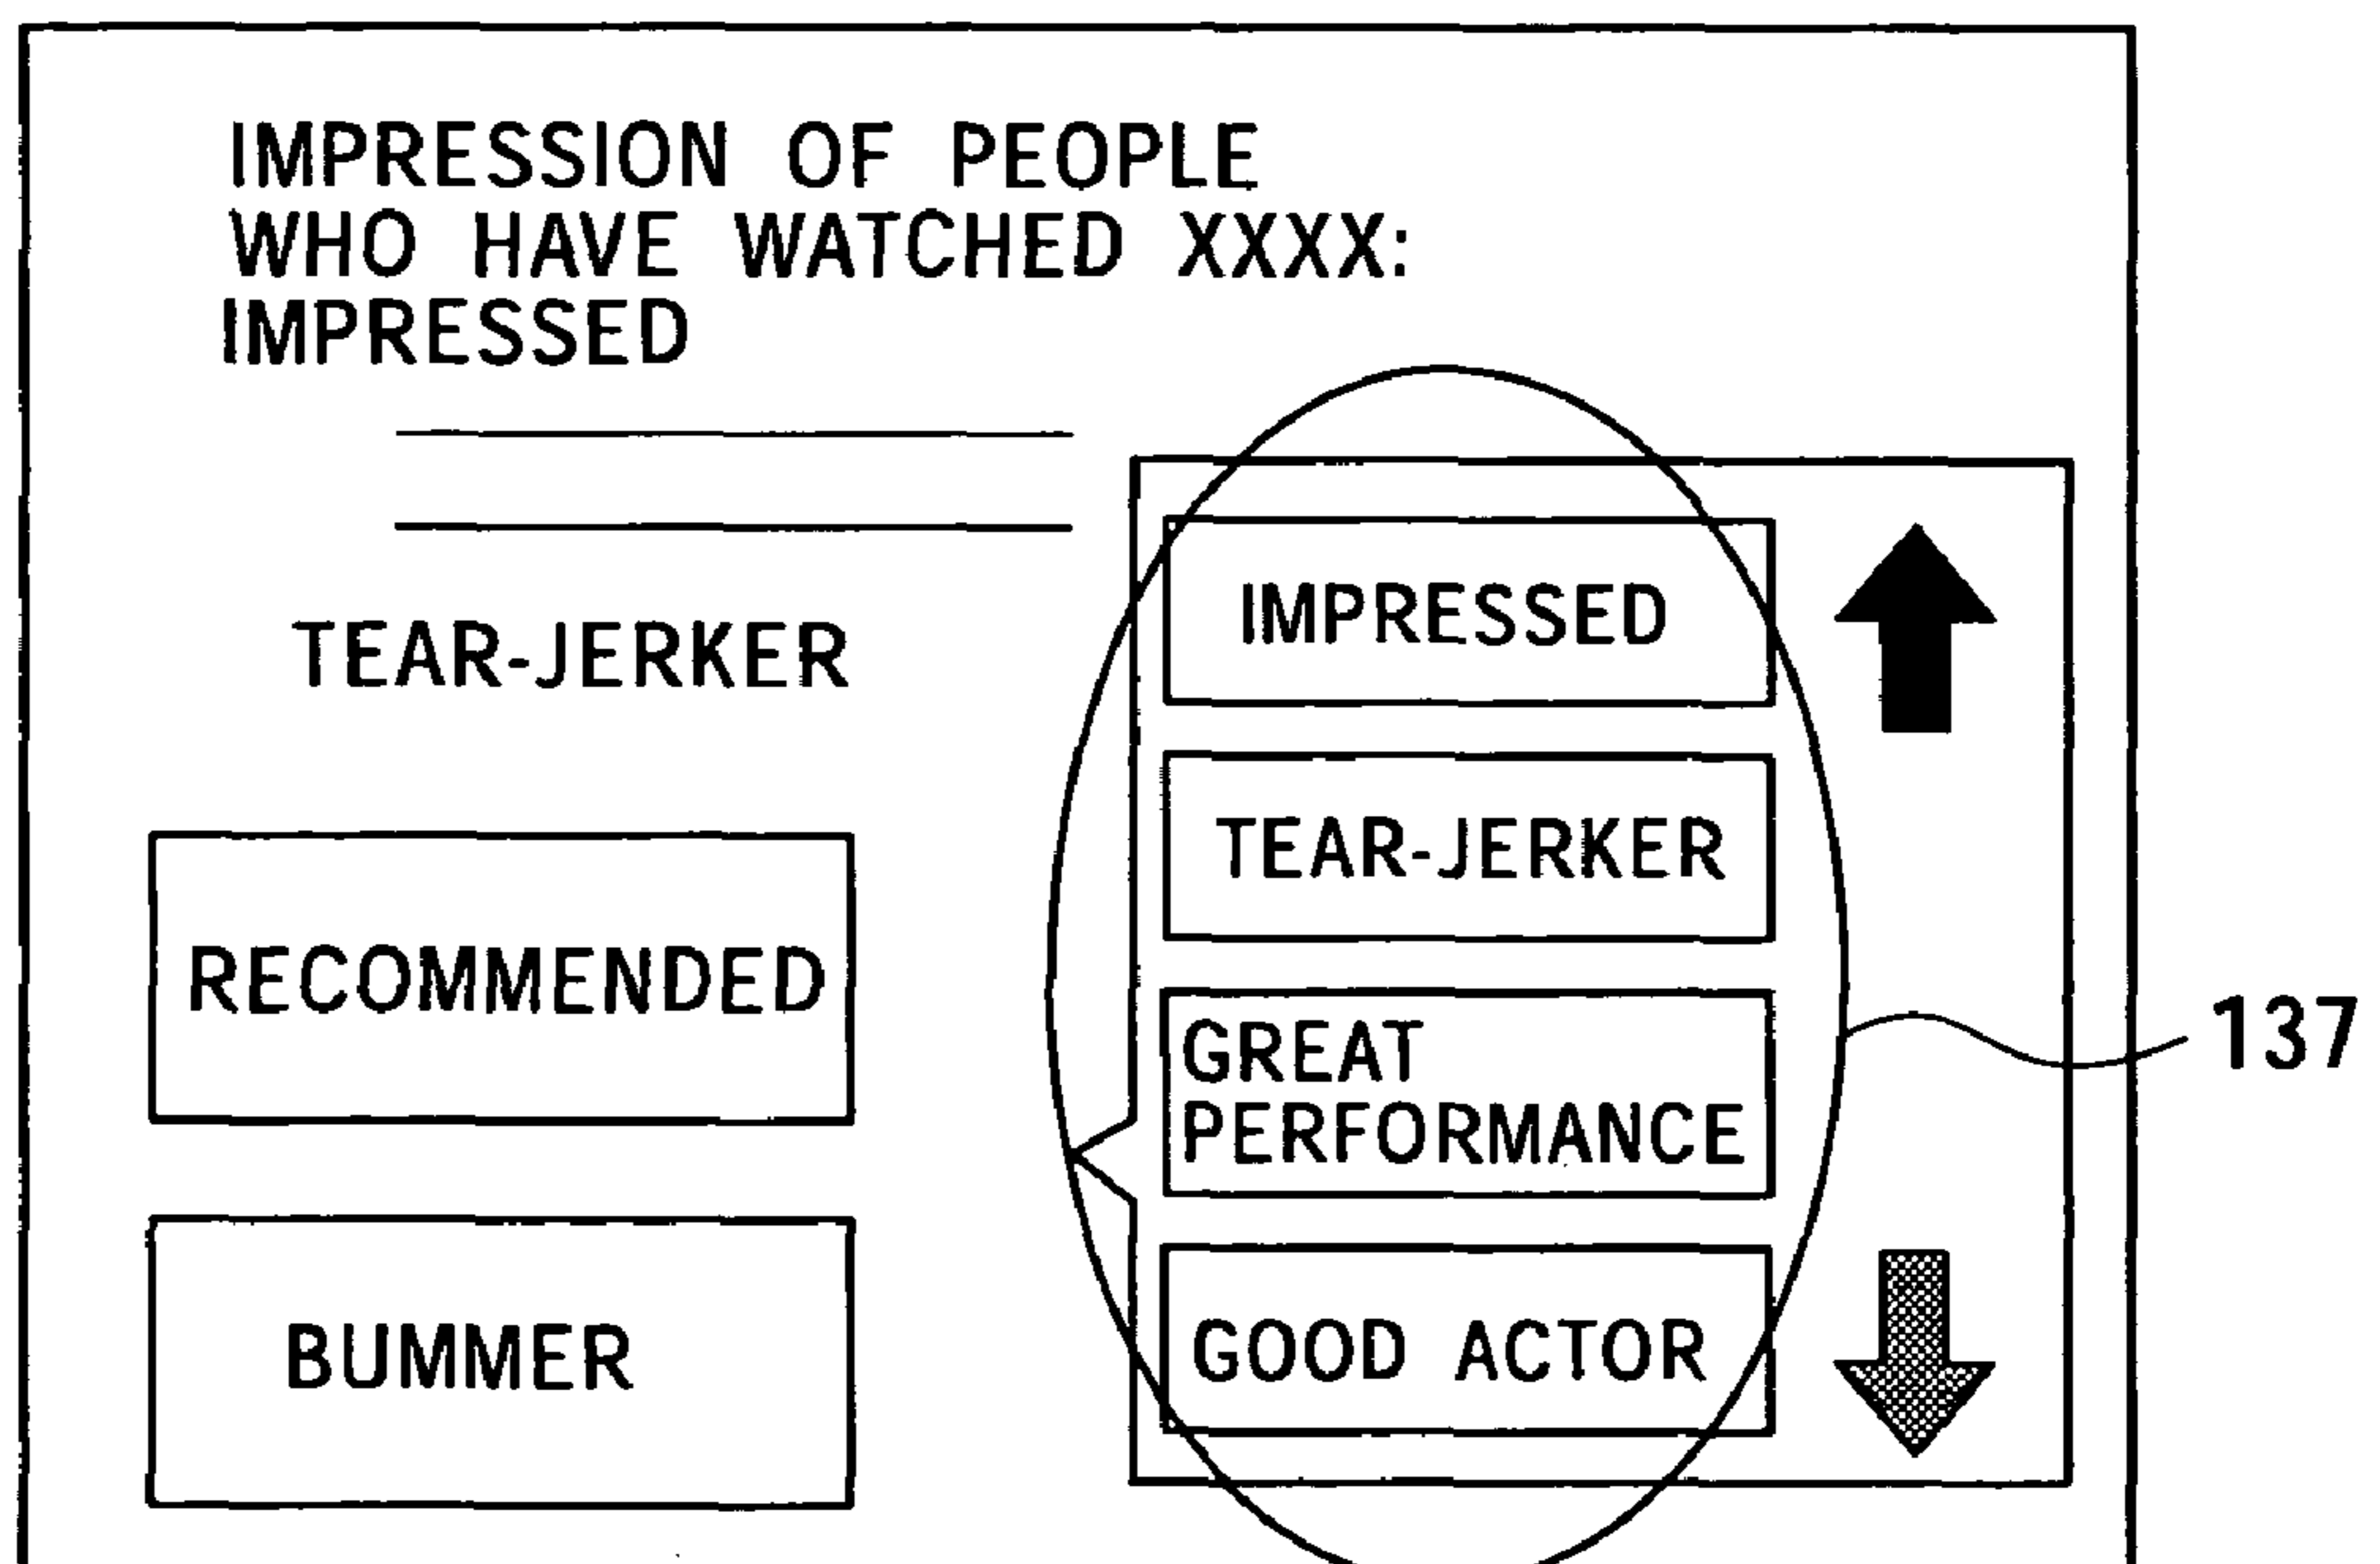 IMPRESSION OF PEOPLE
WHO HAVE WATCHED XXXX:
IMPRESSED
TEAR-JERKER
RECOMMENDED
BUMMER
IMPRESSED
TEAR-JERKER
GREAT
PERFORMANCE
GOOD ACTOR
137